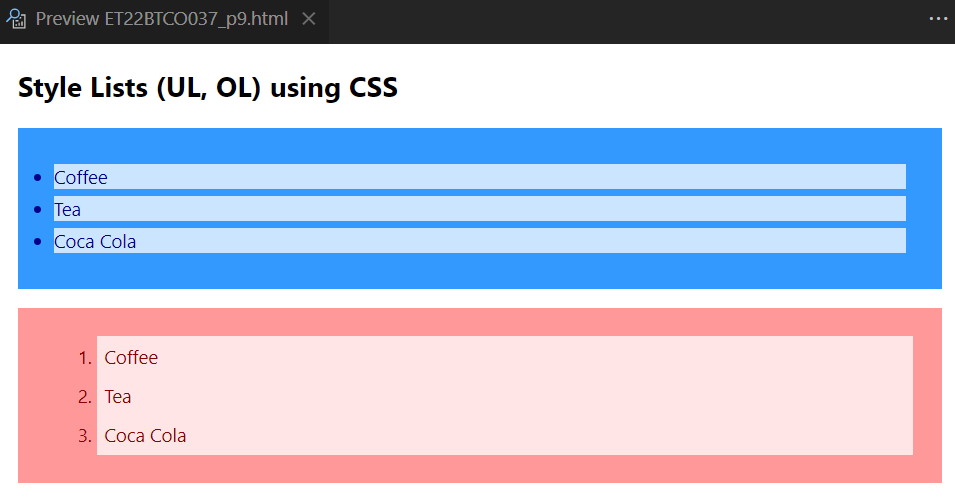 Preview ET22BTCO037_p9.html
Style Lists (UL, OL) using CSS
• Coffee
• Tea
• Coca Cola
1. Coffee
2. Tea
3. Coca Cola